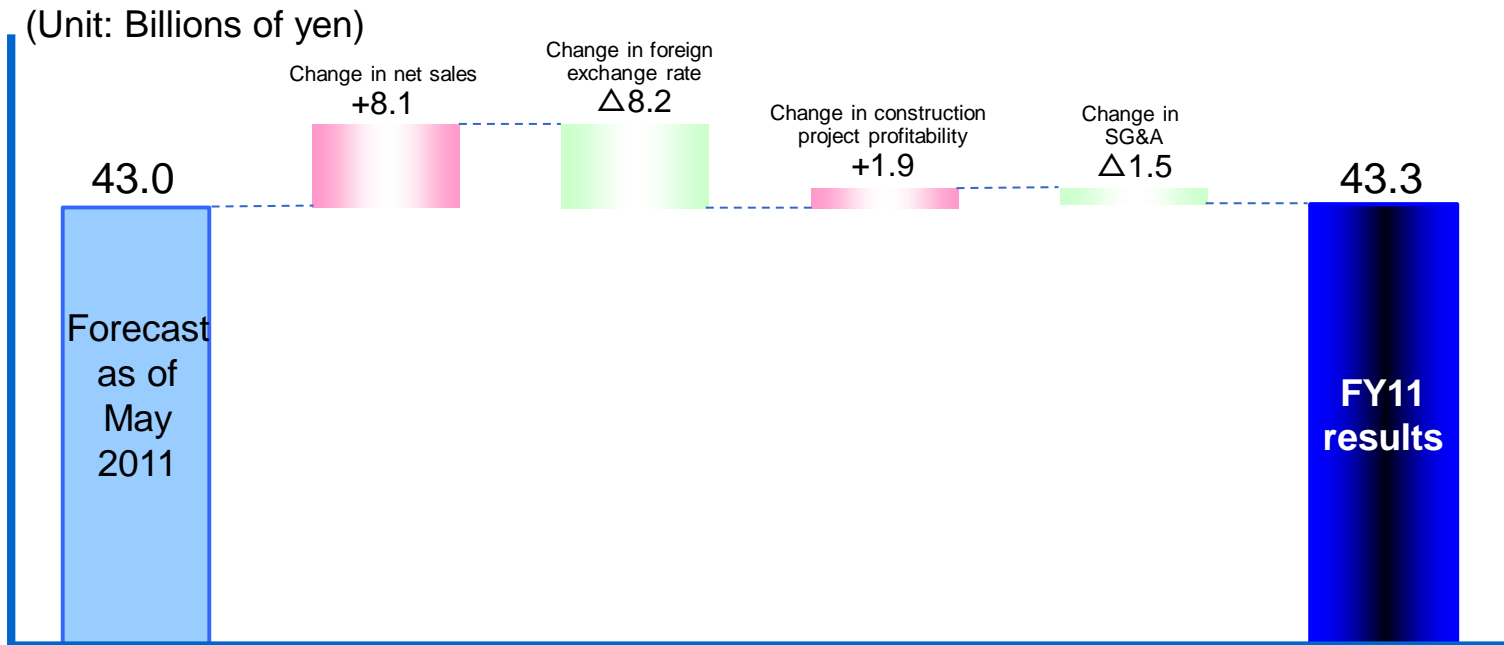 (Unit: Billions of yen)
Change in net sales
+8.1
Change in foreign
exchange rate
△8.2
Change in construction
project profitability
+1.9
Change in
SG&A
△1.5
43.0
43.3
Forecast
as of
May
2011
FY11
results